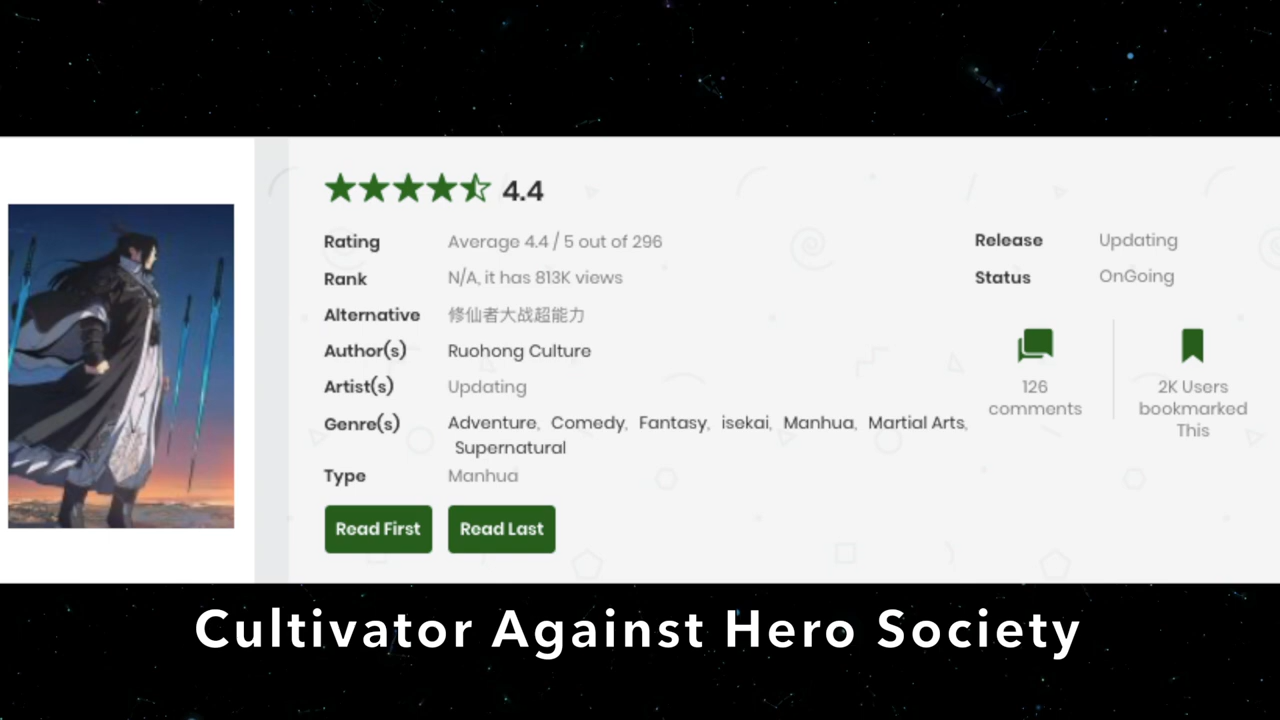 4.4
Rating Average 4.4 / 5 out of 296
Rank N/A, it has 813K views
Alternative 修仙者大战超能力
Author(s) Ruohong Culture
Artist(s) Updating
Genre(s) Adventure, Comedy, Fantasy, isekai, Manhua, Martial Arts,
Supernatural
Type Manhua
Read First Read Last
Release Updating
Status OnGoing
126
comments
2K Users
bookmarked
This
Cultivator Against Hero Society